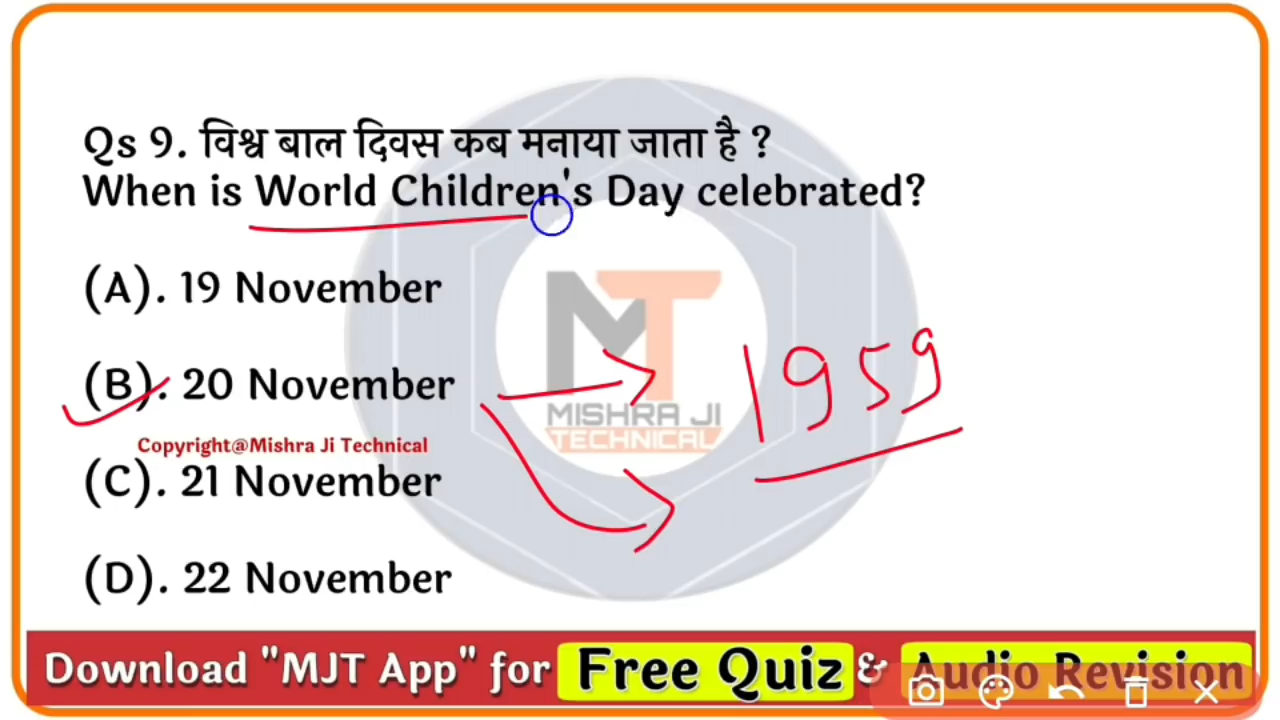 Qs 9. विश्व बाल दिवस कब मनाया जाता है ?
When is World Children's Day celebrated?
(A). 19 November
(B). 20 November
1959
MT
MISHRA JI
TECHNICAL
Copyright@Mishra Ji Technical
(C). 21 November
(D). 22 November
Download "MJT App" for Free Quiz & Audio Revision